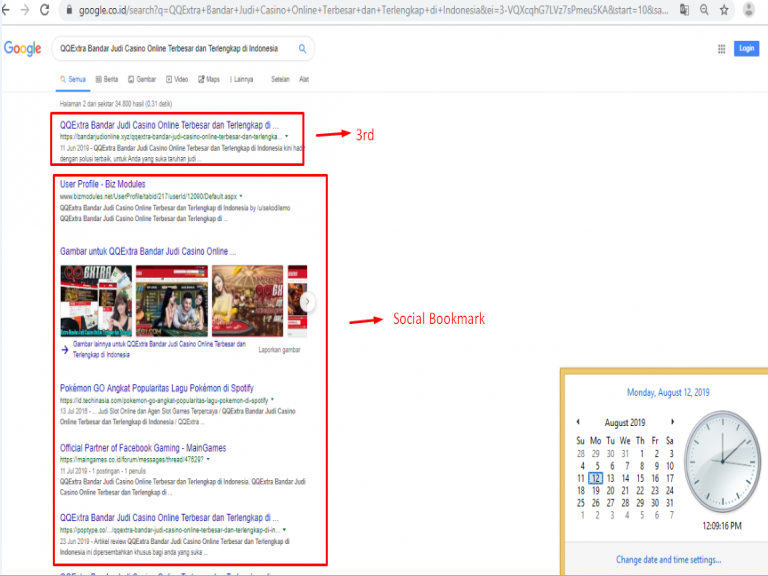 google.co.id/search?q=QQExtra+Bandar+Judi+Casino+Online+Terbesar+dan+Terlengkap+di+Indonesia&ei=3-VQXcqhG7LVz7sPmeu5KA&start=10&sa...
Google
QQExtra Bandar Judi Casino Online Terbesar dan Terlengkap di Indonesia
Login
Semua
Berita
Gambar
Video
Maps
Lainnya
Setelan
Alat
Halaman 2 dari sekitar 34.800 hasil (0,31 detik)
QQExtra Bandar Judi Casino Online Terbesar dan Terlengkap di ...
https://bandarjudionline.xyz/qqextra-bandar-judi-casino-online-terbesar-dan-terlengka...
11 Jun 2019 - QQExtra Bandar Judi Casino Online Terbesar dan Terlengkap di Indonesia kini hadir
dengan solusi terbaik, untuk Anda yang suka taruhan judi ...
3rd
User Profile - Biz Modules
www.bizmodules.net/UserProfile/tabid/217/userId/12090/Default.aspx
QQExtra Bandar Judi Casino Online Terbesar dan Terlengkap di Indonesia by /u/sekodlemo
QQExtra Bandar Judi Casino Online Terbesar dan Terlengkap di ...
Gambar untuk QQExtra Bandar Judi Casino Online ...
Gambar lainnya untuk QQExtra Bandar Judi Casino Online Terbesar dan
Terlengkap di Indonesia
Laporkan gambar
Social Bookmark
Pokémon GO Angkat Popularitas Lagu Pokémon di Spotify
https://id.techinasia.com/pokemon-go-angkat-popularitas-lagu-pokemon-di-spotify
13 Jul 2016 - ... Judi Slot Online dan Agen Slot Games Terpercaya / QQExtra Bandar Judi Casino
Online Terbesar dan Terlengkap di Indonesia / QQExtra ...
Official Partner of Facebook Gaming - MainGames
https://maingames.co.id/forum/messages/thread/476297
11 Jul 2019 - 1 postingan - 1 penulis
QQExtra Bandar Judi Casino Online Terbesar dan Terlengkap di Indonesia, QQExtra Bandar Judi
Casino Online Terbesar dan Terlengkap di ...
QQExtra Bandar Judi Casino Online Terbesar dan Terlengkap di ...
https://poptype.co/.../qqextra-bandar-judi-casino-online-terbesar-dan-terlengkap-di-in...
23 Jun 2019 - Artikel review QQExtra Bandar Judi Casino Online Terbesar dan Terlengkap di
Indonesia ini dipersembahkan khusus bagi anda yang suka ...
Monday, August 12, 2019
August 2019
Su Mo Tu We Th Fr Sa
28 29 30 31 1 2 3
4 5 6 7 8 9 10
11 12 13 14 15 16 17
18 19 20 21 22 23 24
25 26 27 28 29 30 31
1 2 3 4 5 6 7
12:09:16 PM
Change date and time settings...